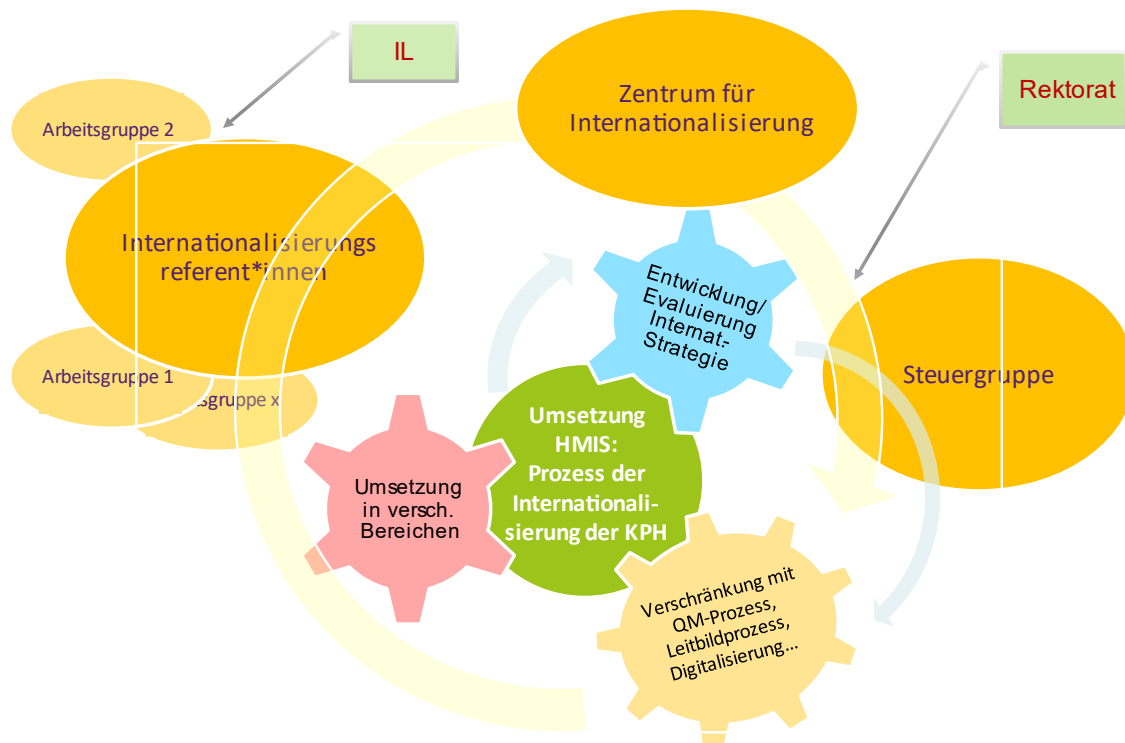 IL
Zentrum für
Internationalisierung
Rektorat
Arbeitsgruppe 2
Internationalisierungs
referent*innen
Arbeitsgruppe 1
sgruppe x
Entwicklung/
Evaluierung
Internat.-
Strategie
Steuergruppe
Umsetzung
HMIS:
Prozess der
Internationali-
sierung der KPH
Umsetzung
in versch.
Bereichen
Verschränkung mit
QM-Prozess,
Leitbildprozess,
Digitalisierung...